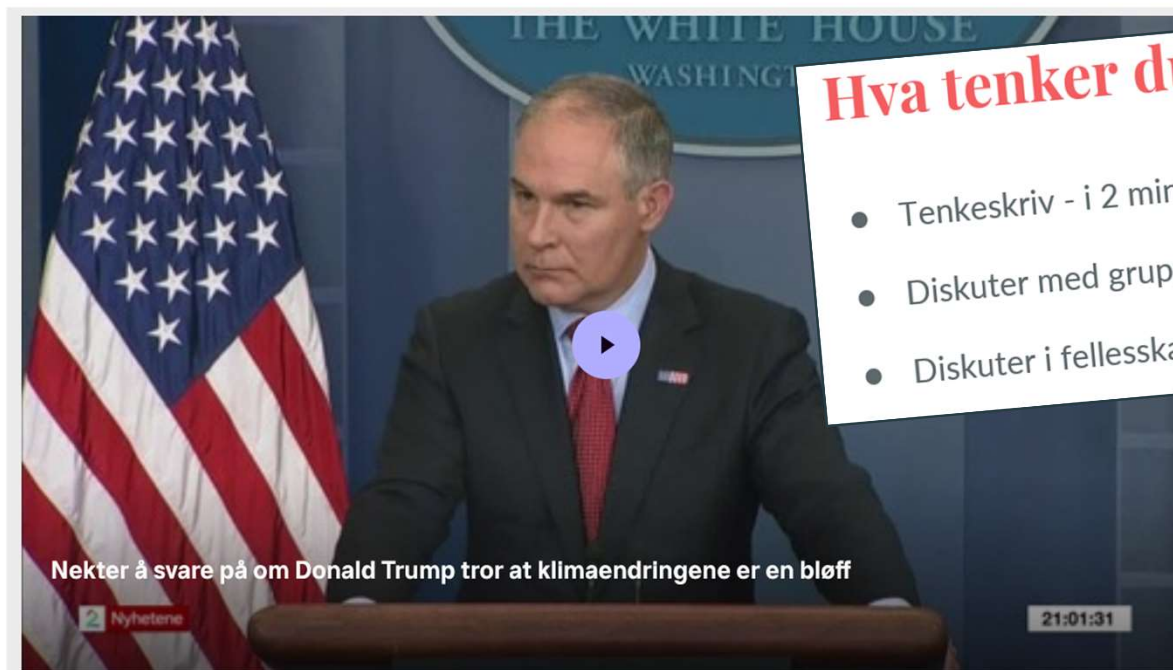 THE WHITE HOUSE
WASHINGT
Hva tenker du
Tenkeskriv - i 2 min
Diskuter med grup
Diskuter i fellesska
Nekter å svare på om Donald Trump tror at klimaendringene er en bløff
2 Nyhetene
21:01:31